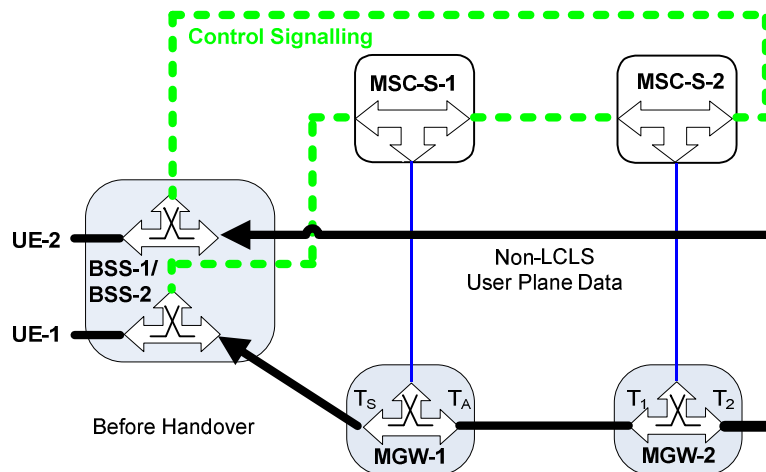 Control Signalling
MSC-S-1
MSC-S-2
UE-2
BSS-1/
BSS-2
Non-LCLS
User Plane Data
UE-1
Before Handover
TS
TA
T1
T2
MGW-1
MGW-2